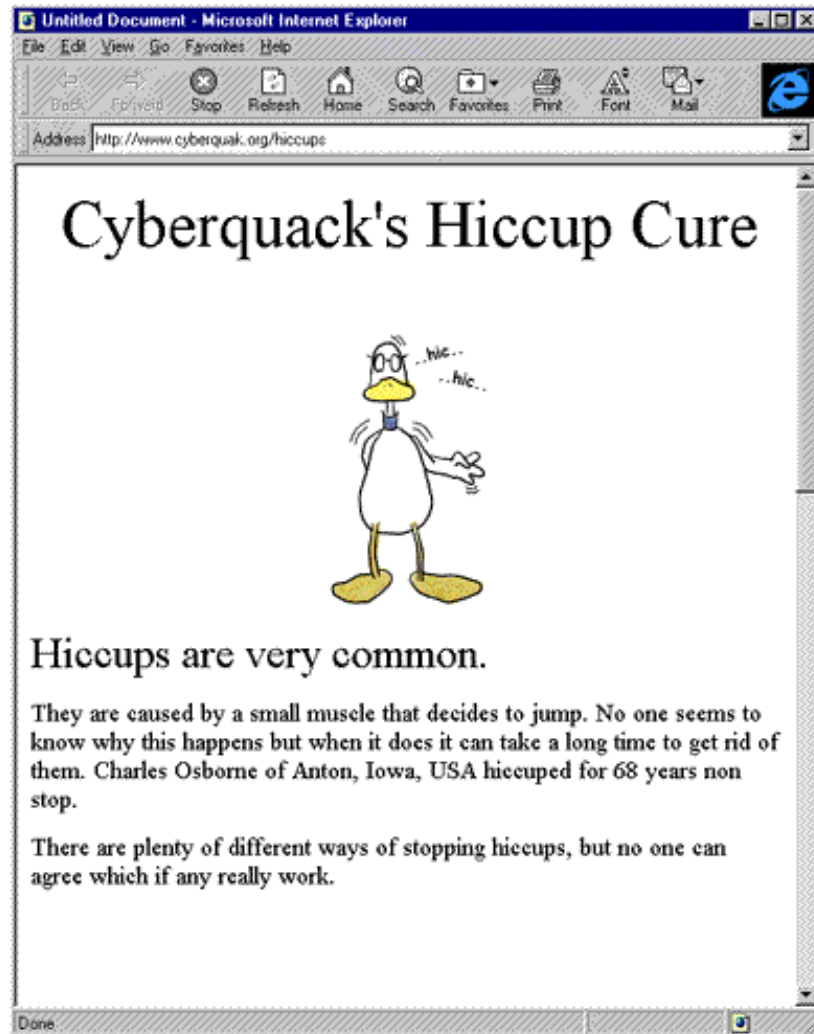 Untitled Document - Microsoft Internet Explorer
File Edit View Go Favorites Help
Back Forward Stop Refresh Home Search Favorites Print Font Mail
Address http://www.cyberquak.org/hiccups
Cyberquack's Hiccup Cure
..hic..
..hic..
Hiccups are very common.
They are caused by a small muscle that decides to jump. No one seems to
know why this happens but when it does it can take a long time to get rid of
them. Charles Osborne of Anton, Iowa, USA hiccuped for 68 years non
stop.
There are plenty of different ways of stopping hiccups, but no one can
agree which if any really work.
Done